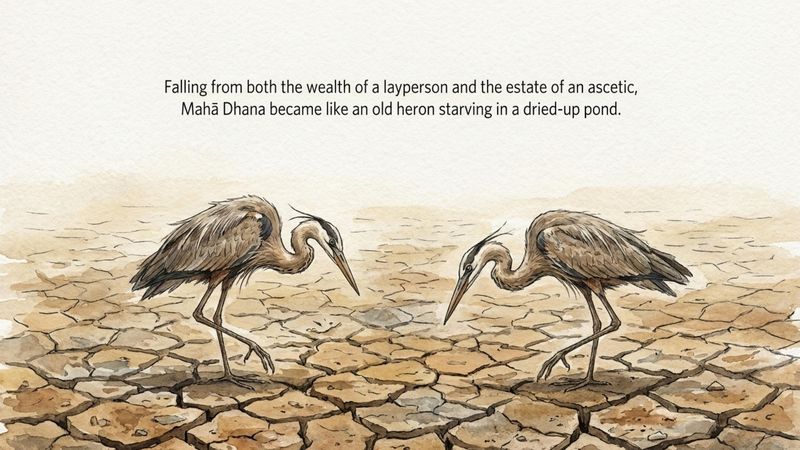 Falling from both the wealth of a layperson and the estate of an ascetic,
Mahā Dhana became like an old heron starving in a dried-up pond.